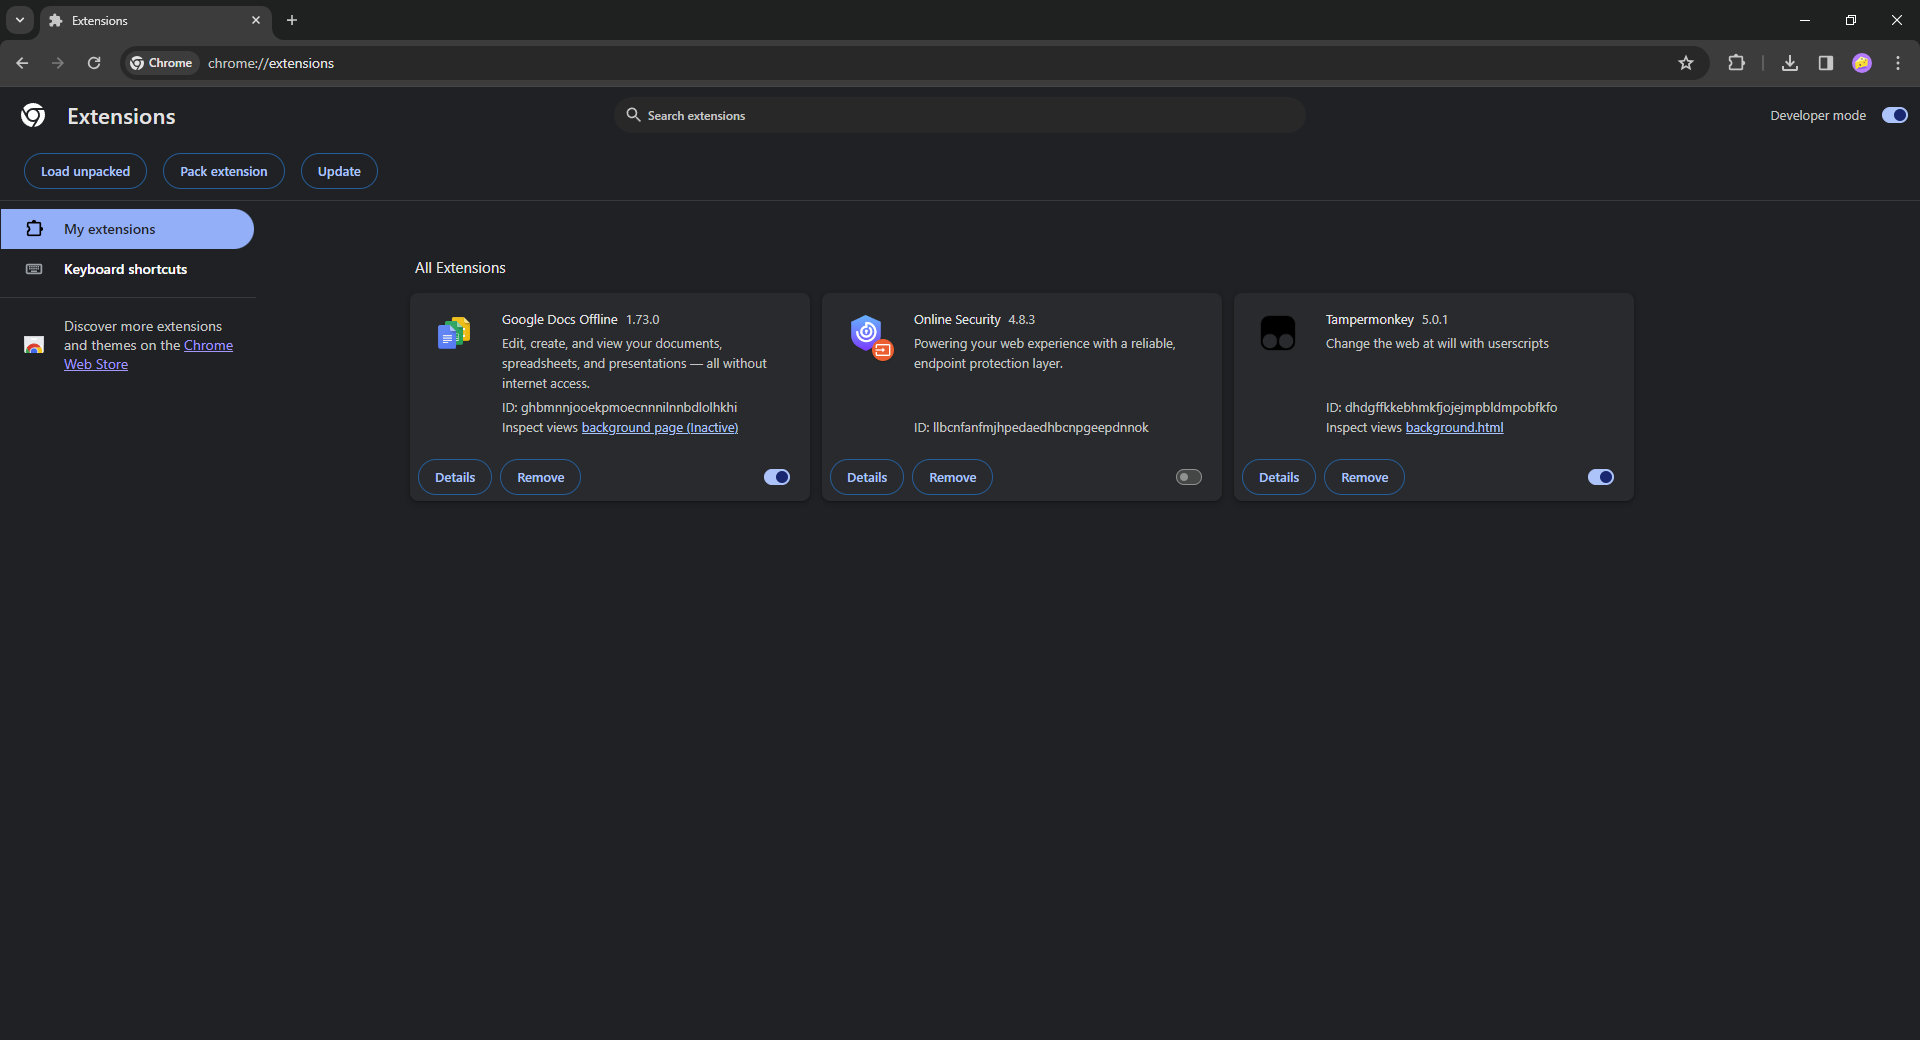 Extensions
Chrome
chrome://extensions
Extensions
Search extensions
Developer mode
Load unpacked
Pack extension
Update
My extensions
Keyboard shortcuts
Discover more extensions
and themes on the Chrome
Web Store
All Extensions
Google Docs Offline 1.73.0
Edit, create, and view your documents,
spreadsheets, and presentations — all without
internet access.
ID: ghbmnnjooekpmoecnnnilnnbdlolhkhi
Inspect views background page (Inactive)
Details
Remove
Online Security 4.8.3
Powering your web experience with a reliable,
endpoint protection layer.
ID: llbcnfanfmjhpedaedhbcnpgeepdnnok
Details
Remove
Tampermonkey 5.0.1
Change the web at will with userscripts
ID: dhdgffkkebhmkfjojejmpbldmpobfkfo
Inspect views background.html
Details
Remove